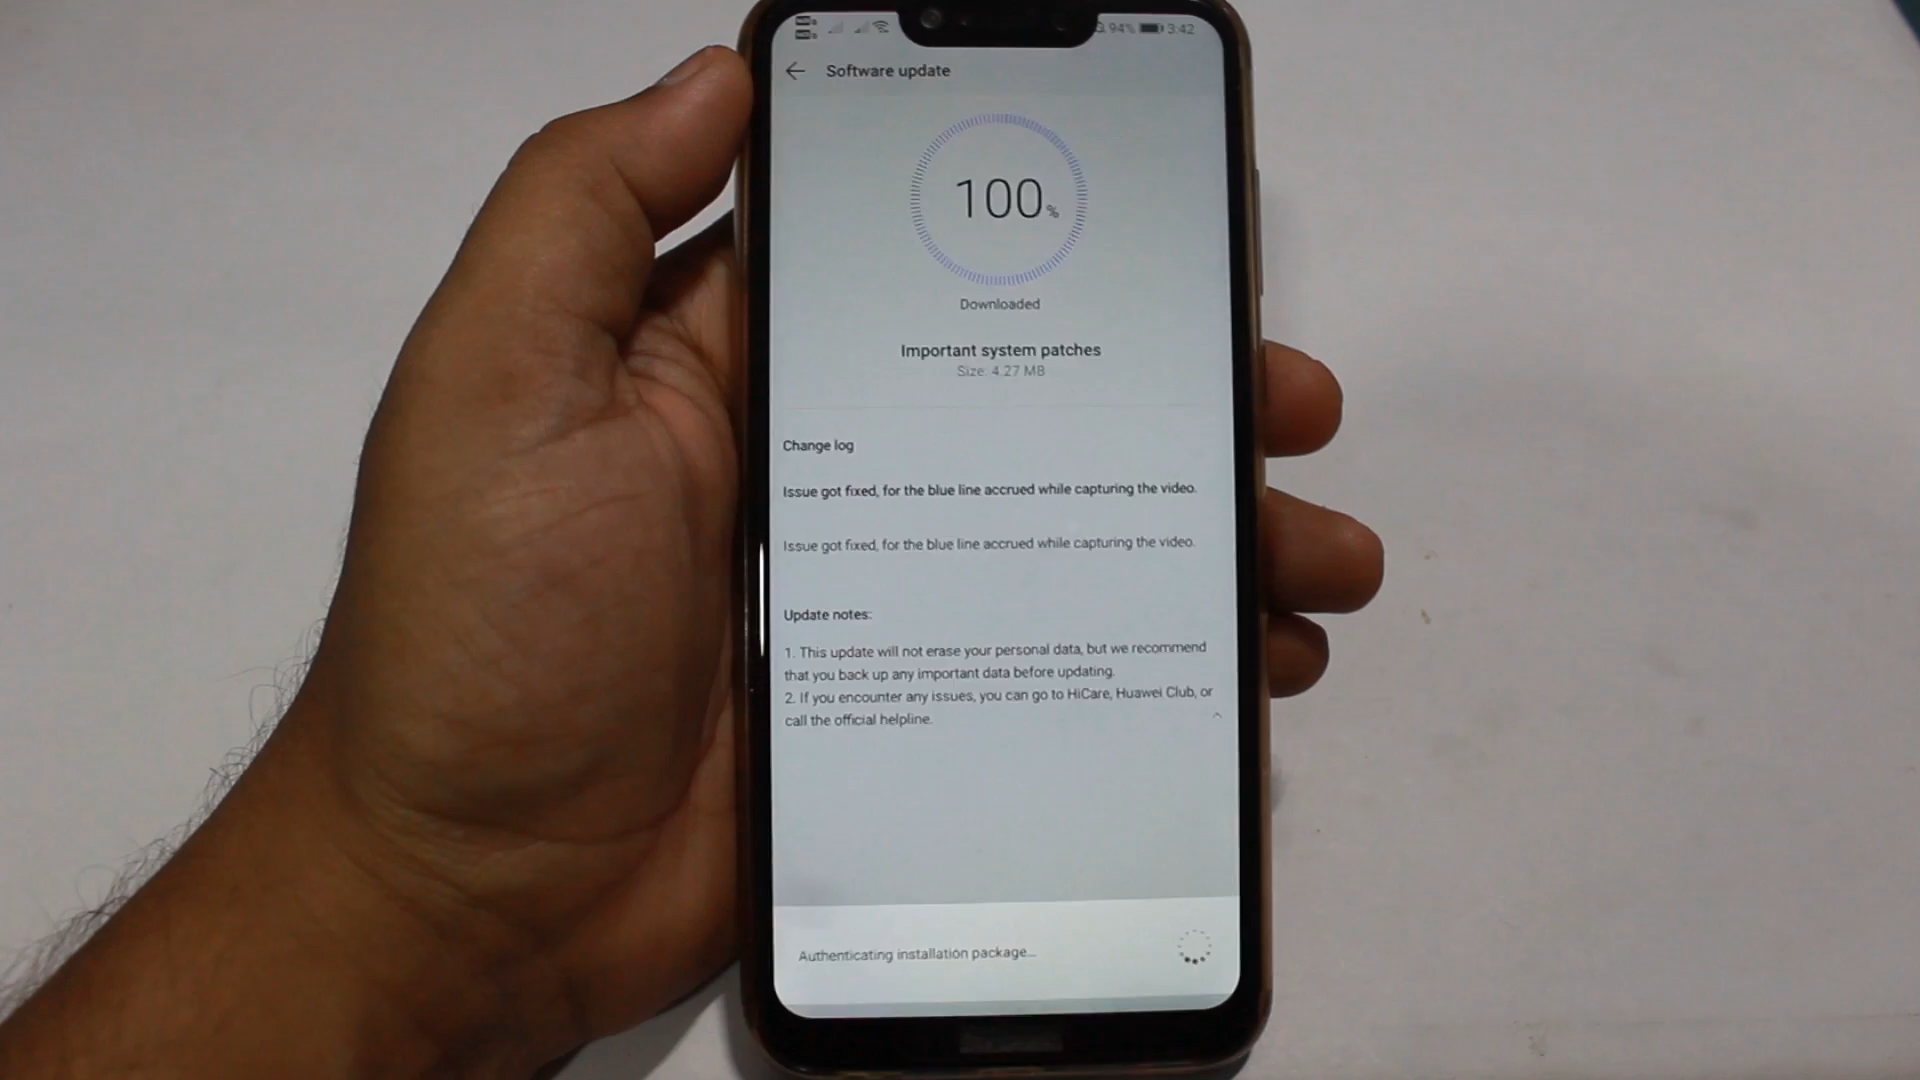 94% 3:42
Software update
100%
Downloaded
Important system patches
Size: 4.27 MB
Change log
Issue got fixed, for the blue line accrued while capturing the video.
Issue got fixed, for the blue line accrued while capturing the video.
Update notes:
1. This update will not erase your personal data, but we recommend
that you back up any important data before updating.
2. If you encounter any issues, you can go to HiCare, Huawei Club, or
call the official helpline.
Authenticating installation package...